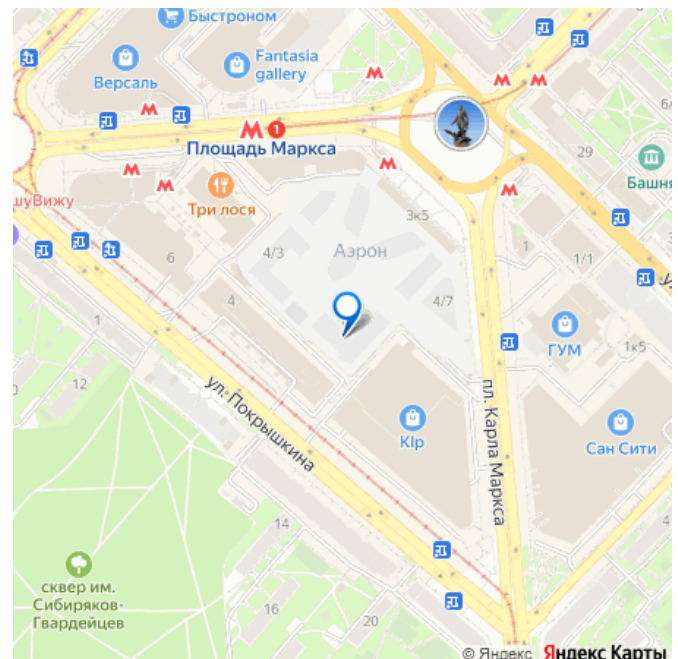 Быстроном
Версаль
Fantasia
gallery
М
М
М
М
М
М
1
Площадь Маркса
М
М
М
М
29
6/
Башня
шуВижу
Три лося
3к5
Аэрон
6
4/3
4
4/7
1
1/1
У
ГУМ
1к5
1
12
ул. Покрышкина
Klp
пл. Карла Маркса
Сан Сити
4
14
сквер им.
Сибиряков-
Гвардейцев
16
20
© Яндекс Яндекс Карты